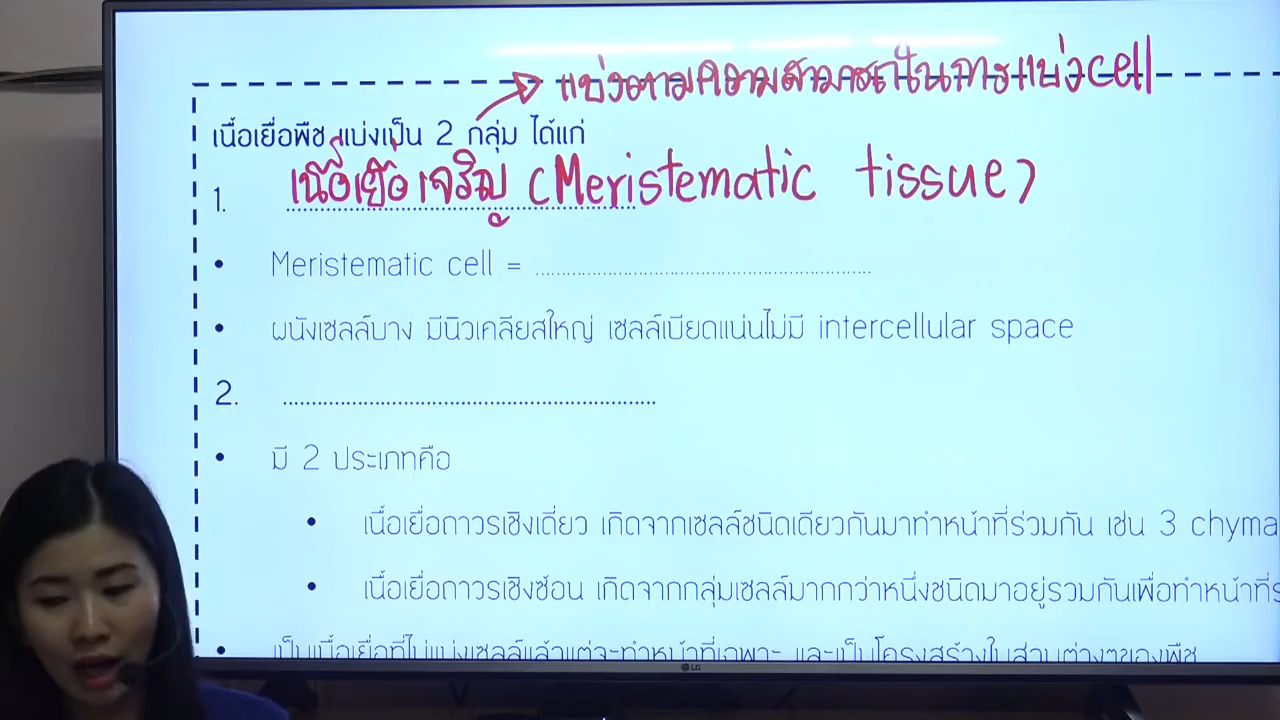 แบ่งตามความสามารถในการแบ่งcell
เนื้อเยื่อพืช แบ่งเป็น 2 กลุ่ม ได้แก่
1. เนื้อเยื่อเจริญ (Meristematic tissue)
• Meristematic cell = ........................................................................
• ผนังเซลล์บาง มีนิวเคลียสใหญ่ เซลล์เบียดแน่นไม่มี intercellular space
2. ................................................................
• มี 2 ประเภทคือ
• เนื้อเยื่อถาวรเชิงเดี่ยว เกิดจากเซลล์ชนิดเดียวกันมาทำหน้าที่ร่วมกัน เช่น 3 chyma
• เนื้อเยื่อถาวรเชิงซ้อน เกิดจากกลุ่มเซลล์มากกว่าหนึ่งชนิดมาอยู่รวมกันเพื่อทำหน้าที่
• เป็นเนื้อเยื่อที่ไม่แบ่งเซลล์แล้วแต่จะทำหน้าที่เฉพาะ และเป็นโครงสร้างในส่วนต่างๆของพืช
LG